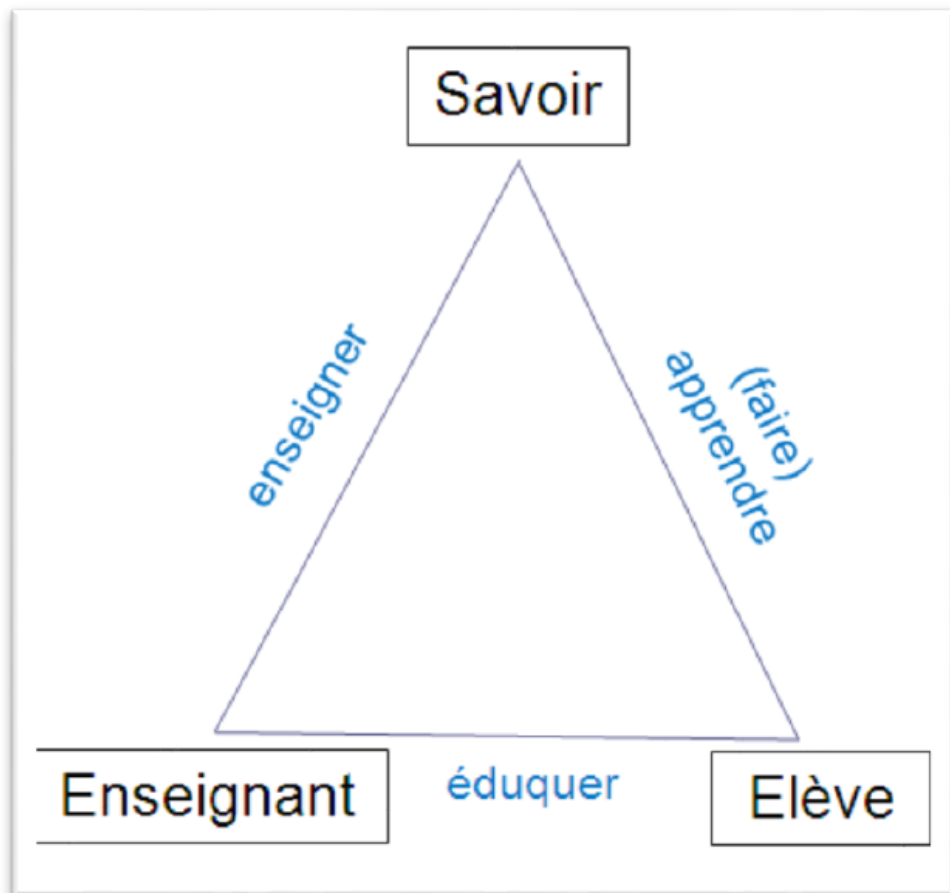 Savoir
enseigner
(faire)
apprendre
Enseignant
éduquer
Elève